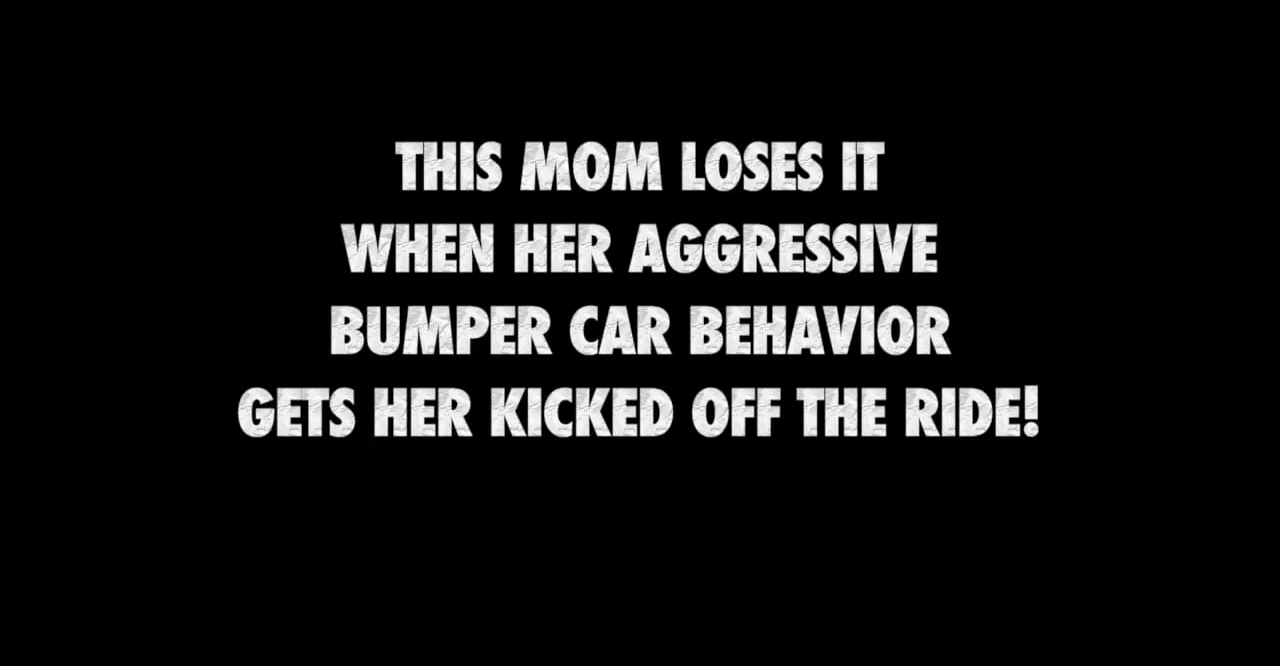 THIS MOM LOSES IT
WHEN HER AGGRESSIVE
BUMPER CAR BEHAVIOR
GETS HER KICKED OFF THE RIDE!